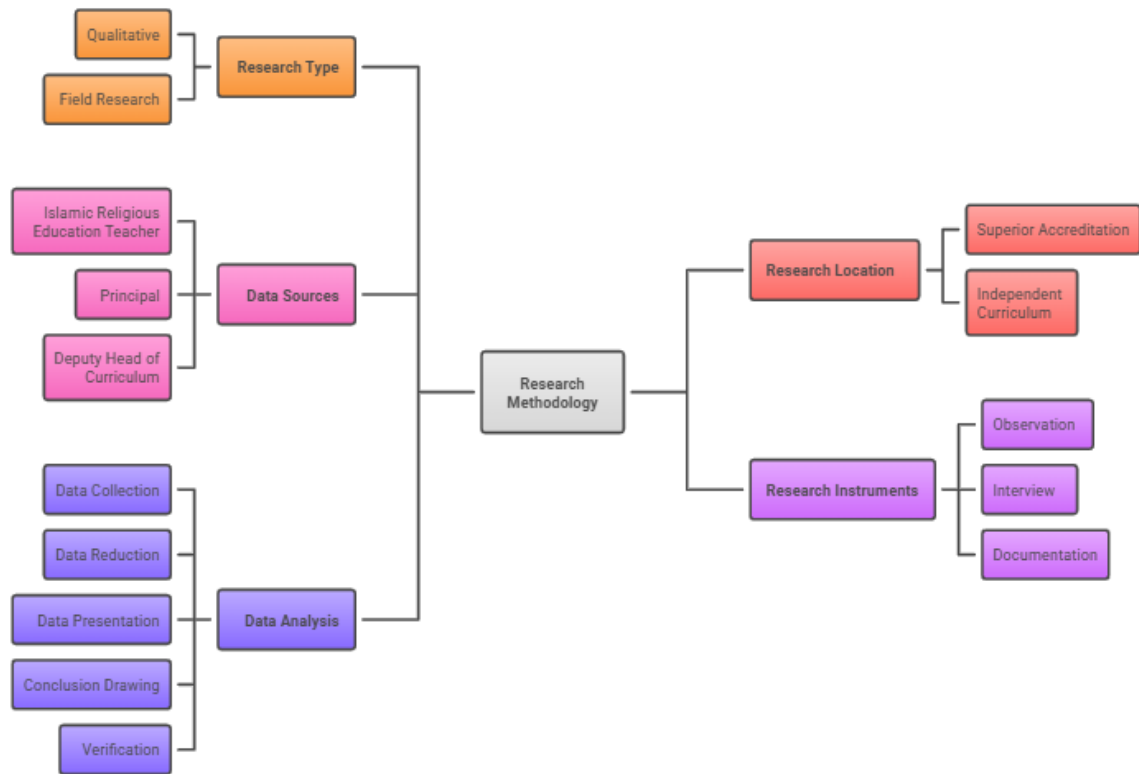 Qualitative
Research Type
Field Research
Islamic Religious
Education Teacher
Principal
Data Sources
Deputy Head of
Curriculum
Data Collection
Data Reduction
Data Presentation
Data Analysis
Conclusion Drawing
Verification
Research
Methodology
Research Location
Superior Accreditation
Independent
Curriculum
Research Instruments
Observation
Interview
Documentation